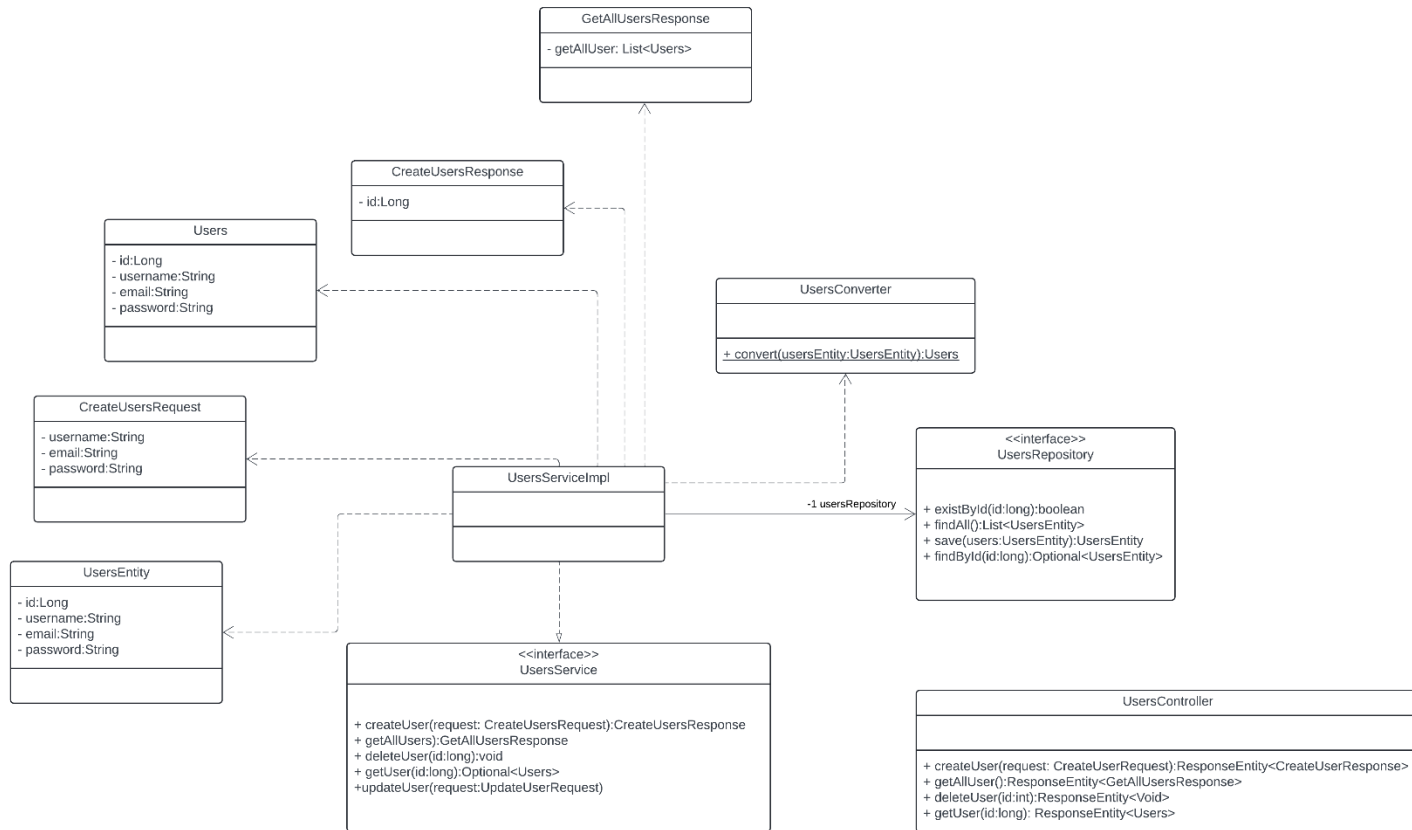 GetAllUsersResponse
- getAllUser: List<Users>
CreateUsersResponse
- id:Long
Users
- id:Long
- username:String
- email:String
- password:String
UsersConverter
+ convert(usersEntity:UsersEntity):Users
CreateUsersRequest
- username:String
- email:String
- password:String
<<interface>>
UsersRepository
+ existById(id:long):boolean
+ findAll():List<UsersEntity>
+ save(users:UsersEntity):UsersEntity
+ findById(id:long):Optional<UsersEntity>
UsersServiceImpl
-1 usersRepository
UsersEntity
- id:Long
- username:String
- email:String
- password:String
<<interface>>
UsersService
+ createUser(request: CreateUsersRequest):CreateUsersResponse
+ getAllUsers):GetAllUsersResponse
+ deleteUser(id:long):void
+ getUser(id:long):Optional<Users>
+updateUser(request:UpdateUserRequest)
UsersController
+ createUser(request: CreateUserRequest):ResponseEntity<CreateUserResponse>
+ getAllUser():ResponseEntity<GetAllUsersResponse>
+ deleteUser(id:int):ResponseEntity<Void>
+ getUser(id:long): ResponseEntity<Users>